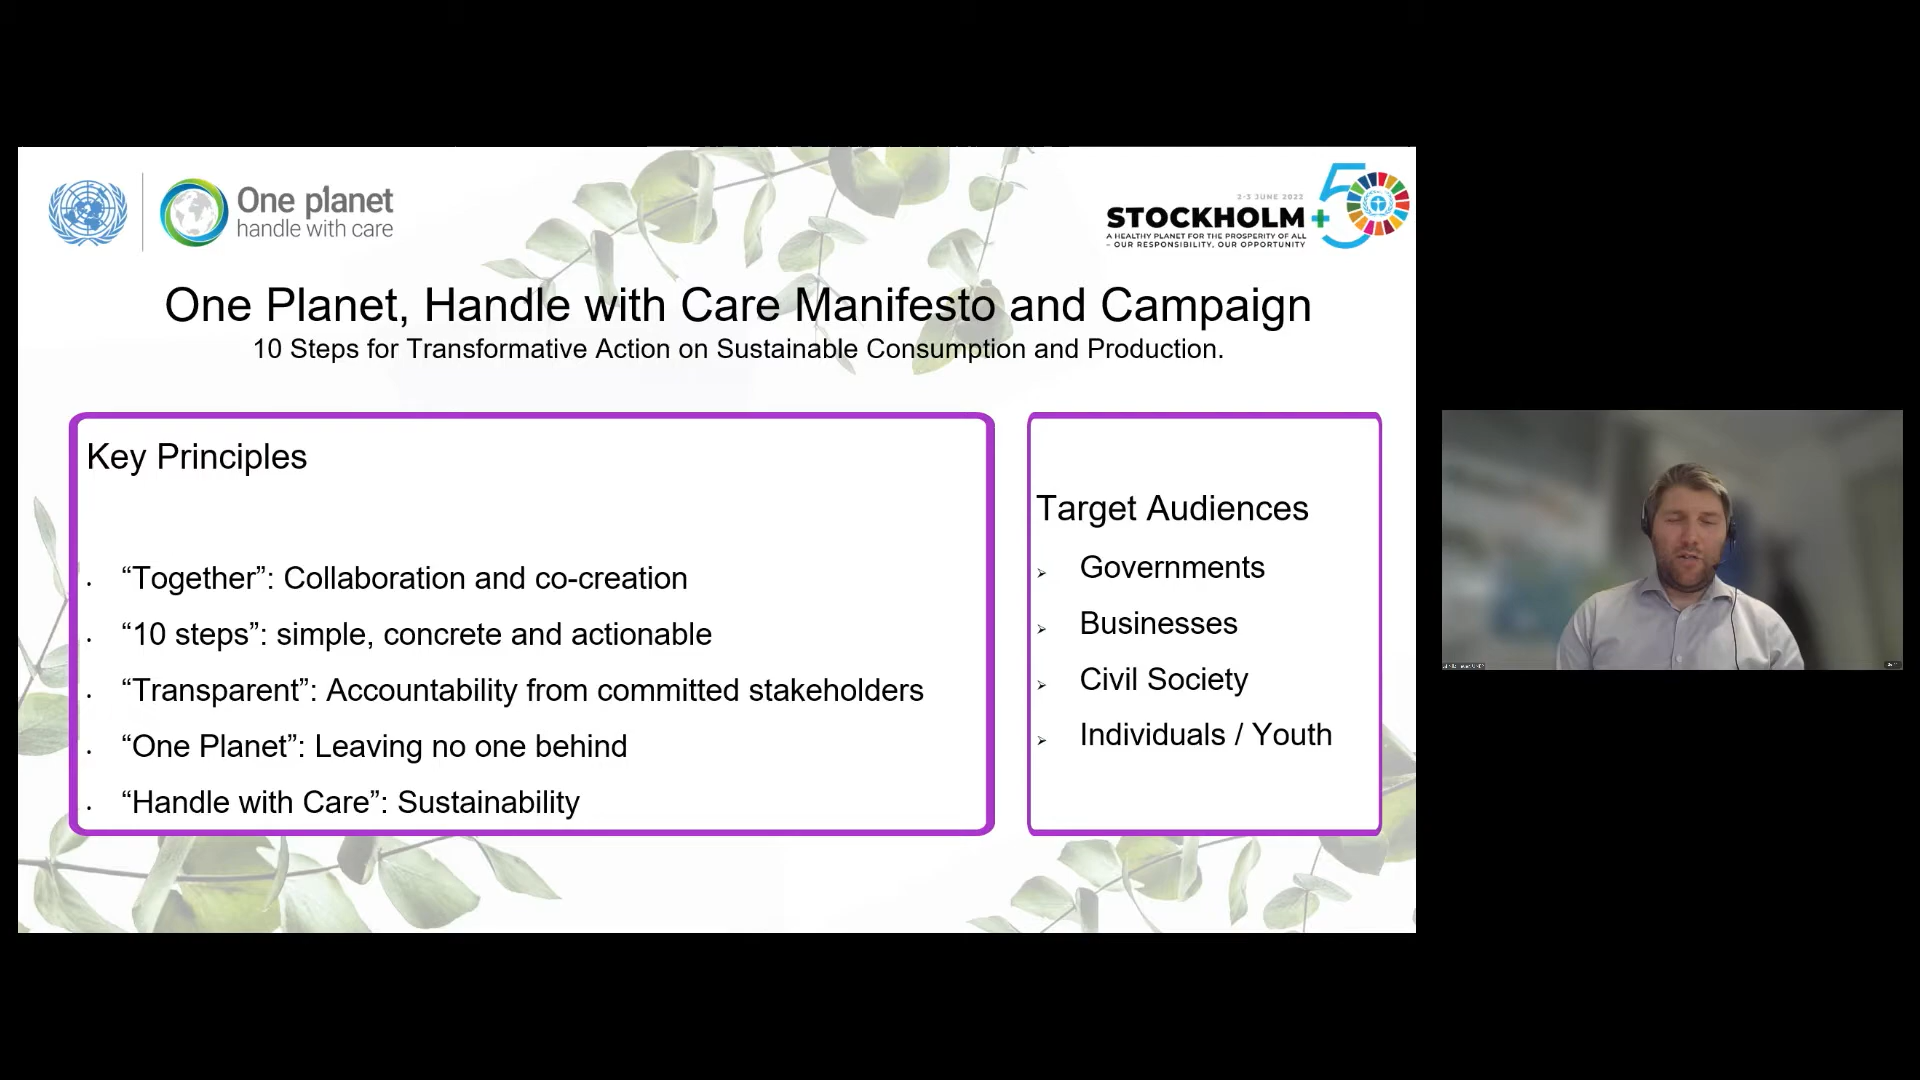 One planet
handle with care
2-3 JUNE 2022
STOCKHOLM+50
A HEALTHY PLANET FOR THE PROSPERITY OF ALL
– OUR RESPONSIBILITY, OUR OPPORTUNITY
One Planet, Handle with Care Manifesto and Campaign
10 Steps for Transformative Action on Sustainable Consumption and Production.
Key Principles
“Together”: Collaboration and co-creation
“10 steps”: simple, concrete and actionable
“Transparent”: Accountability from committed stakeholders
“One Planet”: Leaving no one behind
“Handle with Care”: Sustainability
Target Audiences
Governments
Businesses
Civil Society
Individuals / Youth